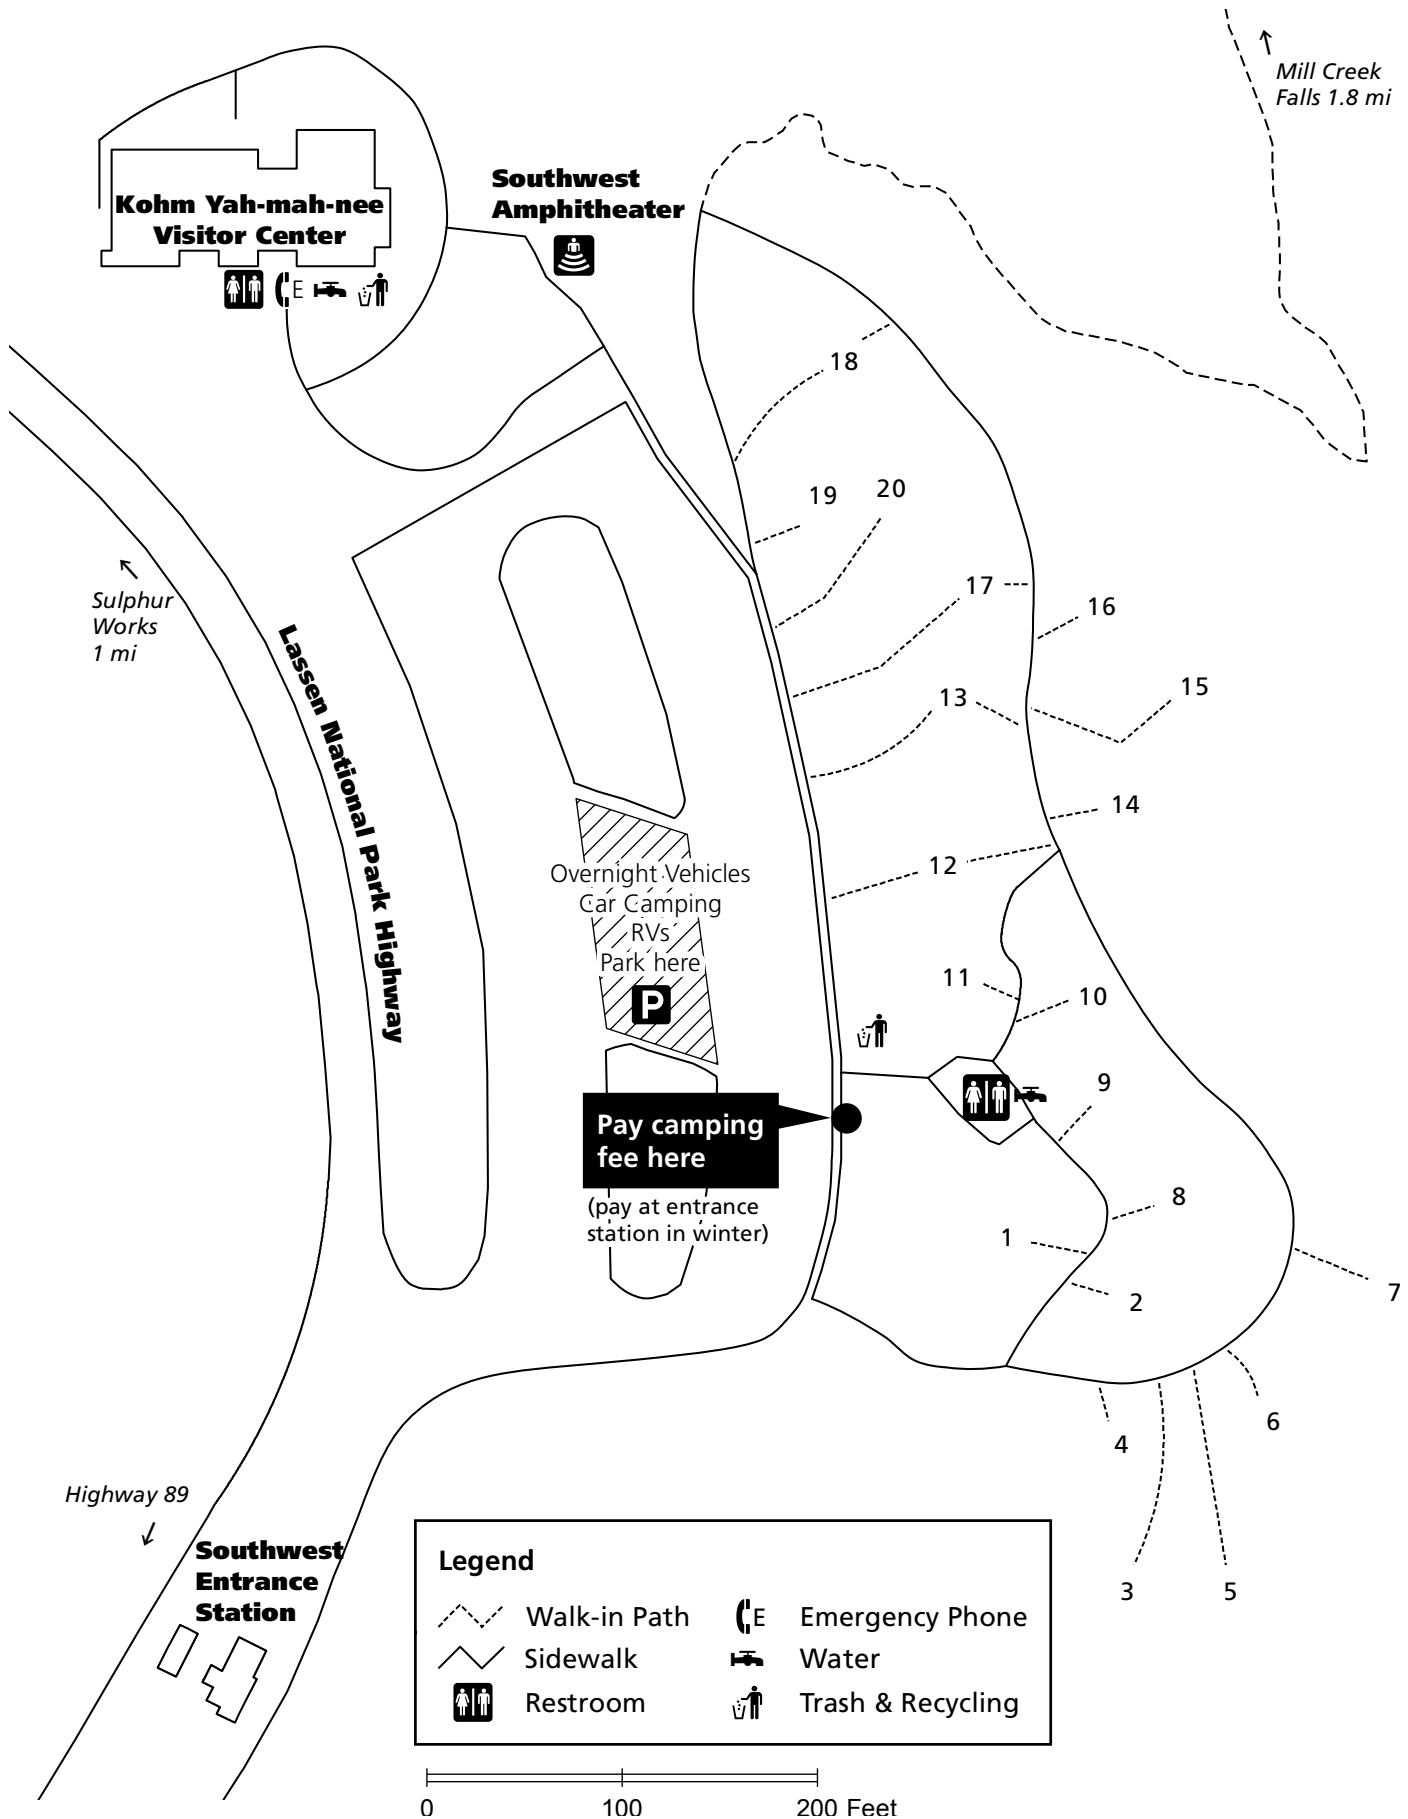 Mill Creek
Falls 1.8 mi
Southwest
Amphitheater
Kohm Yah-mah-nee
Visitor Center
E
18
19
20
17
16
Sulphur
Works
1 mi
Lassen National Park Highway
13
15
14
12
Overnight Vehicles
Car Camping
RVs
Park here
P
11
10
9
Pay camping
fee here
(pay at entrance
station in winter)
8
1
2
7
6
4
3
5
Highway 89
Southwest
Entrance
Station
Legend
Walk-in Path
E Emergency Phone
Sidewalk
Water
Restroom
Trash & Recycling
0 100 200 Feet